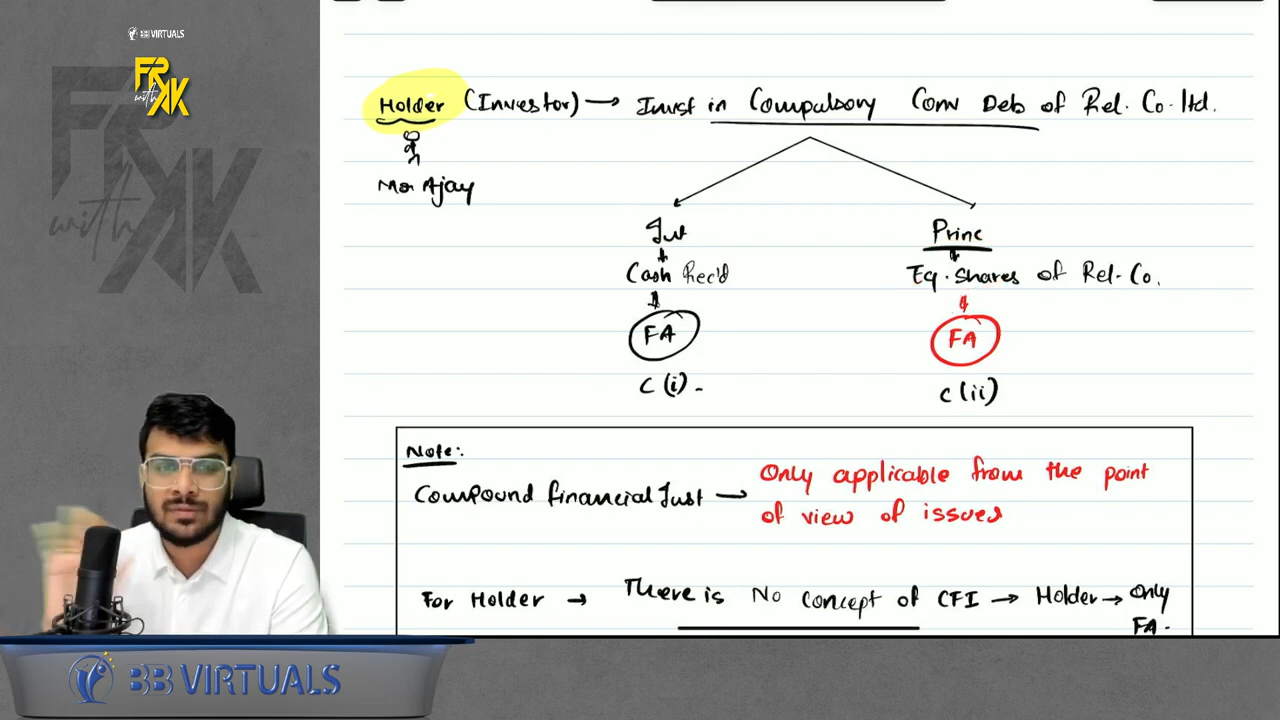 BB VIRTUALS
FR
with AK
Holder (Investor) → Invst in Compulsory Conv Deb of Rel. Co. ltd.
Mr Ajay
Int Princ
Cash Rec'd Eq. Shares of Rel. Co.
FA FA
C (i) - C (ii)
Note:
Compound financial Inst → Only applicable from the point
of view of issuer
For Holder → There is No concept of CFI → Holder → Only
FA.
BB VIRTUALS